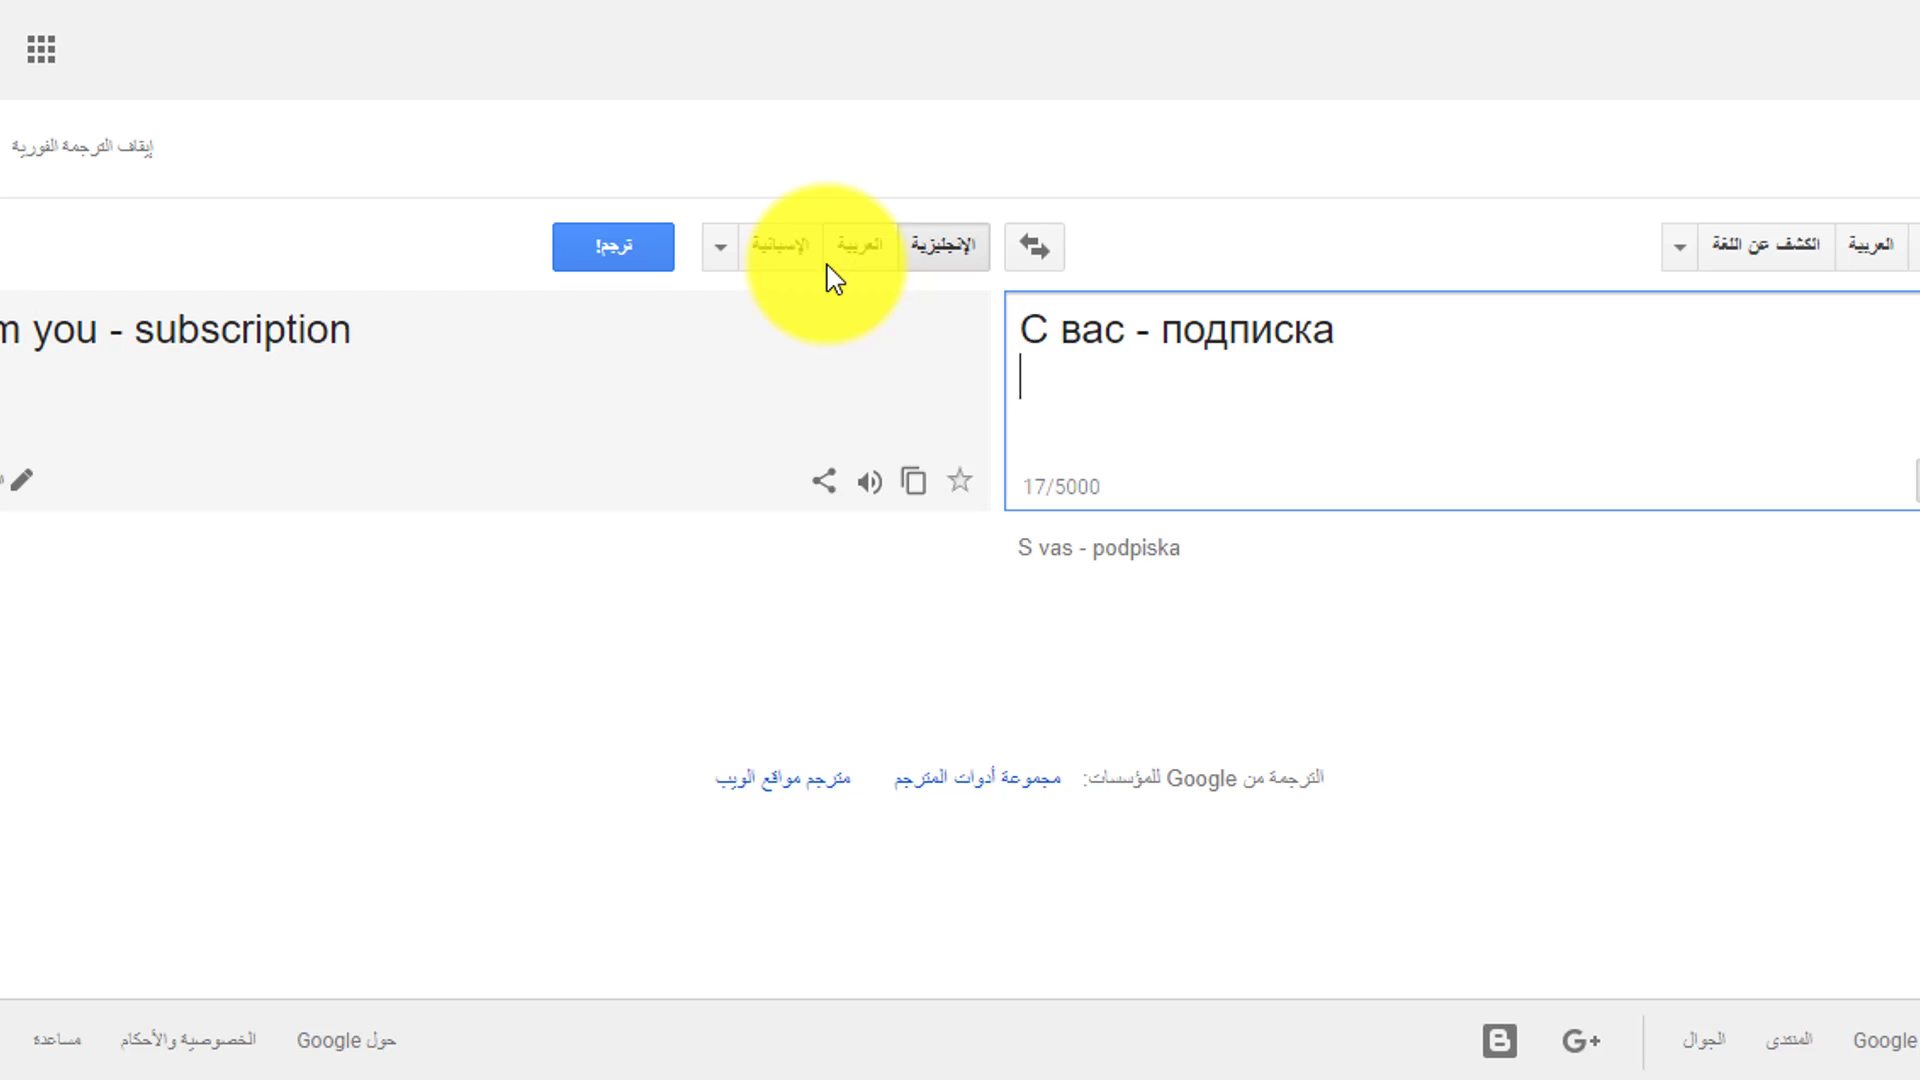 إيقاف الترجمة الفورية
العربية
الكشف عن اللغة
الإنجليزية
العربية
الإسبانية
ترجم!
С вас - подписка
17/5000
S vas - podpiska
you - subscription
الترجمة من Google للمؤسسات: مجموعة أدوات المترجم مترجم مواقع الويب
Google المنتدى الجوال G+ حول Google الخصوصية والأحكام مساعدة